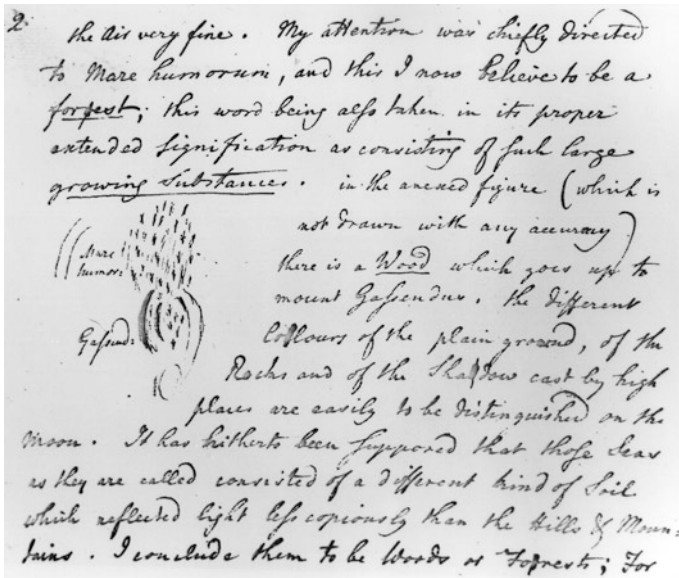 2
the Air very fine. My attention was chiefly directed
to Mare humorum, and this I now believe to be a
forrest; this word being also taken in its proper
extended signification as consisting of such large
growing substances. in the anexed figure (which is
not drawn with any accuracy)
Mare
humor:
there is a Wood which goes up to
mount Gassendus. the different
Gassend:
Collours of the plain ground, of the
Rocks and of the Shaddow cast by high
places are easily to be distinguished on the
moon. It has hitherto been supposed that those Seas
as they are called consisted of a different kind of Soil
which reflected light less copiously than the Hills & Moun=
tains. I conclude them to be Woods or Forrests; For